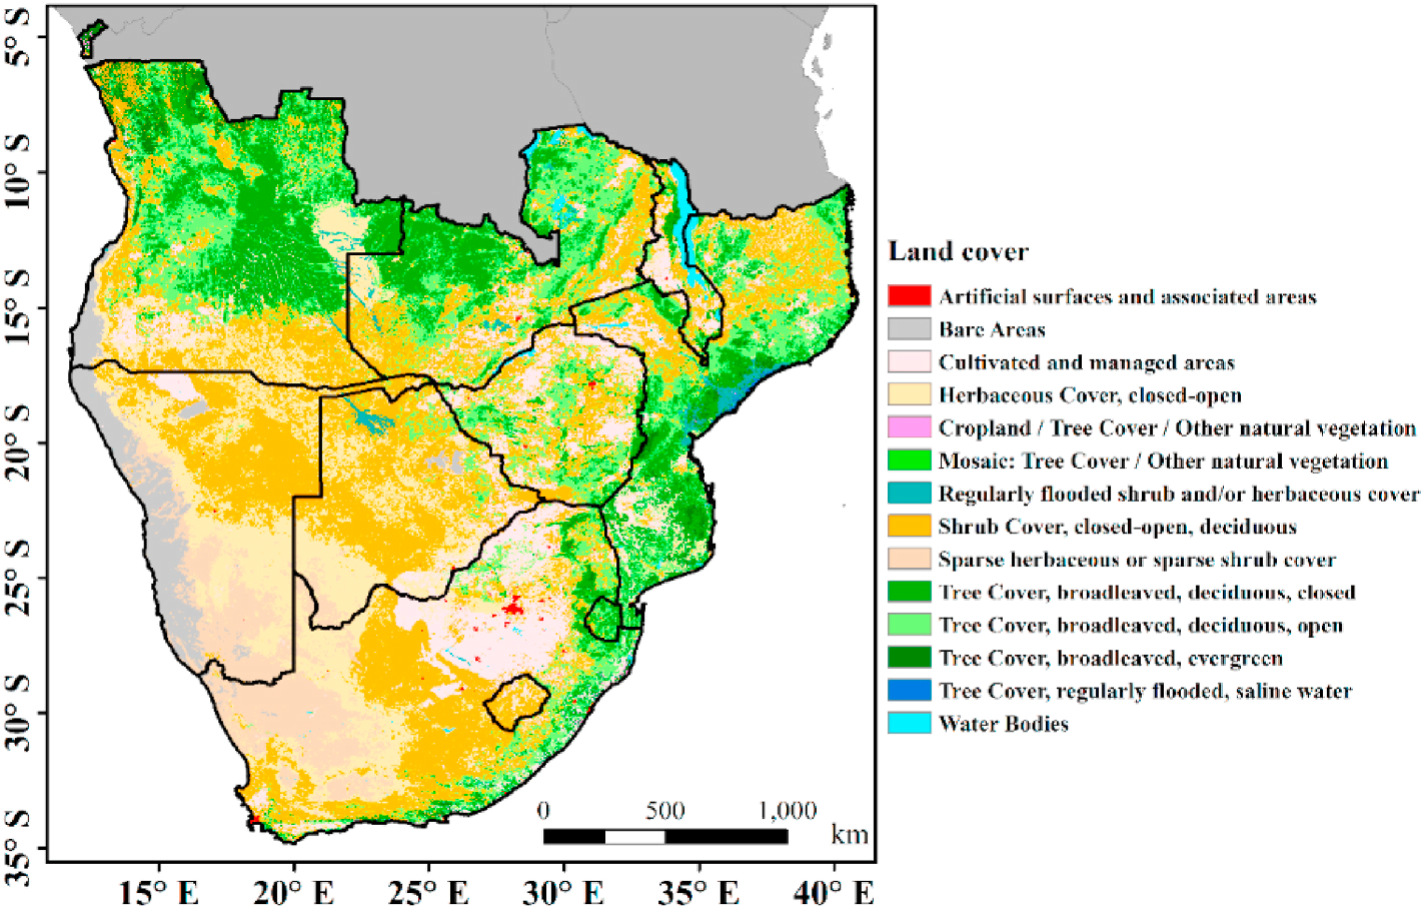 5° S
10° S
15° S
20° S
25° S
30° S
35° S
15° E
20° E
25° E
30° E
35° E
40° E
0 500 1,000
km
Land cover
Artificial surfaces and associated areas
Bare Areas
Cultivated and managed areas
Herbaceous Cover, closed-open
Cropland / Tree Cover / Other natural vegetation
Mosaic: Tree Cover / Other natural vegetation
Regularly flooded shrub and/or herbaceous cover
Shrub Cover, closed-open, deciduous
Sparse herbaceous or sparse shrub cover
Tree Cover, broadleaved, deciduous, closed
Tree Cover, broadleaved, deciduous, open
Tree Cover, broadleaved, evergreen
Tree Cover, regularly flooded, saline water
Water Bodies